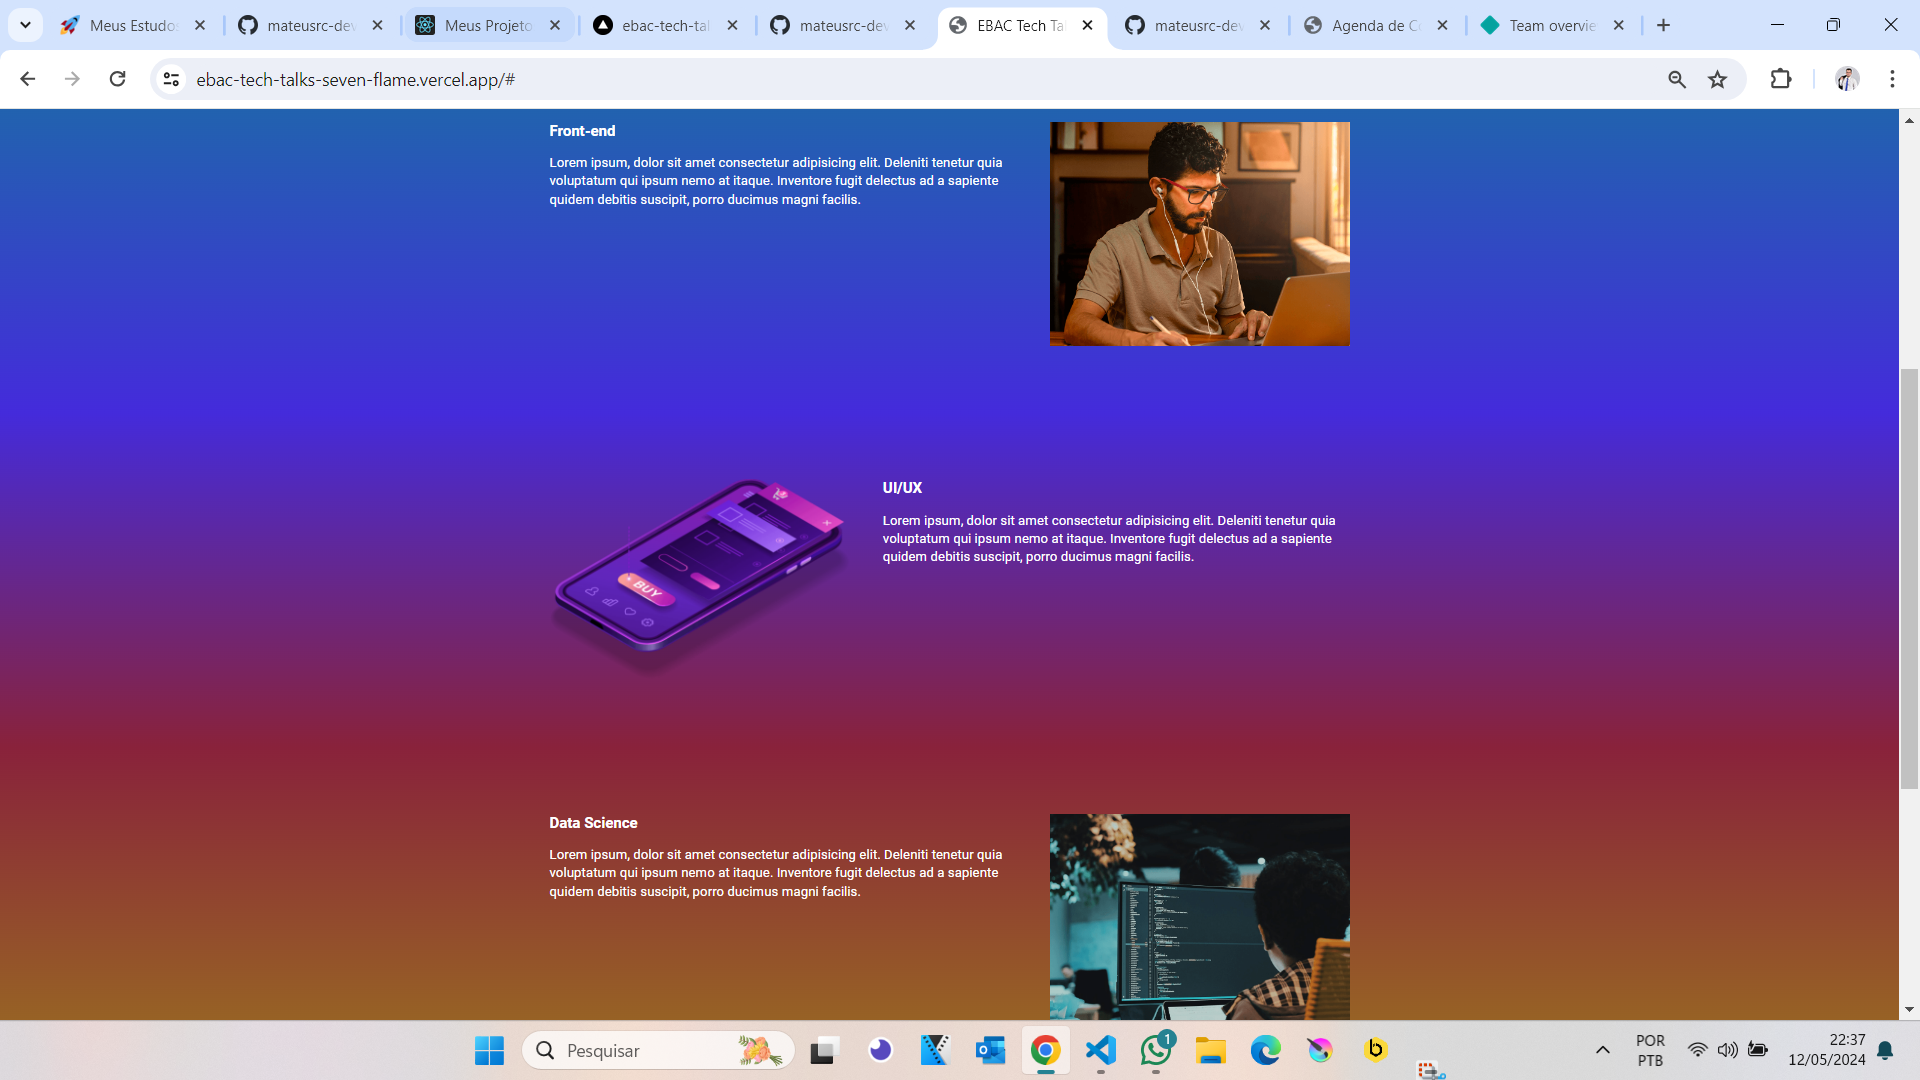 Meus Estudo
mateusrc-dev
Meus Projeto
ebac-tech-tal
mateusrc-dev
EBAC Tech Tal
mateusrc-dev
Agenda de Co
Team overvie
ebac-tech-talks-seven-flame.vercel.app/#
Front-end
Lorem ipsum, dolor sit amet consectetur adipisicing elit. Deleniti tenetur quia
voluptatum qui ipsum nemo at itaque. Inventore fugit delectus ad a sapiente
quidem debitis suscipit, porro ducimus magni facilis.
BUY
UI/UX
Lorem ipsum, dolor sit amet consectetur adipisicing elit. Deleniti tenetur quia
voluptatum qui ipsum nemo at itaque. Inventore fugit delectus ad a sapiente
quidem debitis suscipit, porro ducimus magni facilis.
Data Science
Lorem ipsum, dolor sit amet consectetur adipisicing elit. Deleniti tenetur quia
voluptatum qui ipsum nemo at itaque. Inventore fugit delectus ad a sapiente
quidem debitis suscipit, porro ducimus magni facilis.
Pesquisar
1
POR
PTB
22:37
12/05/2024